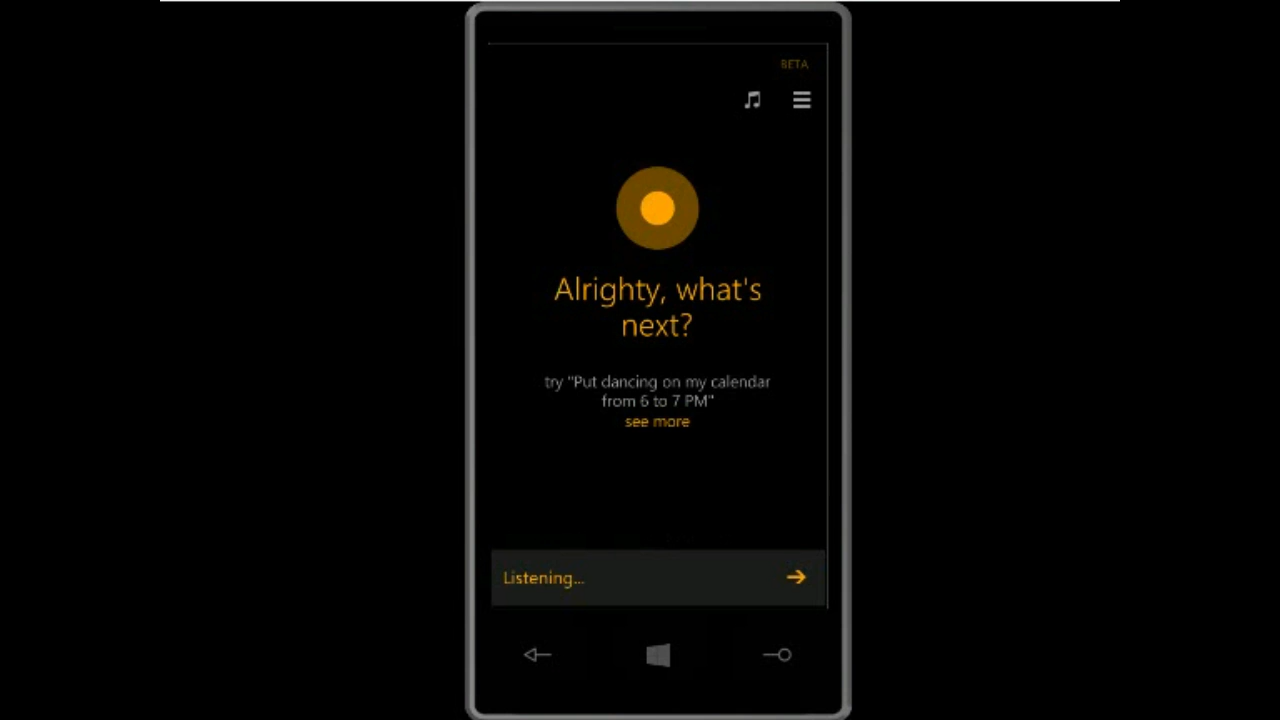 BETA
Alrighty, what's
next?
try "Put dancing on my calendar
from 6 to 7 PM"
see more
Listening...